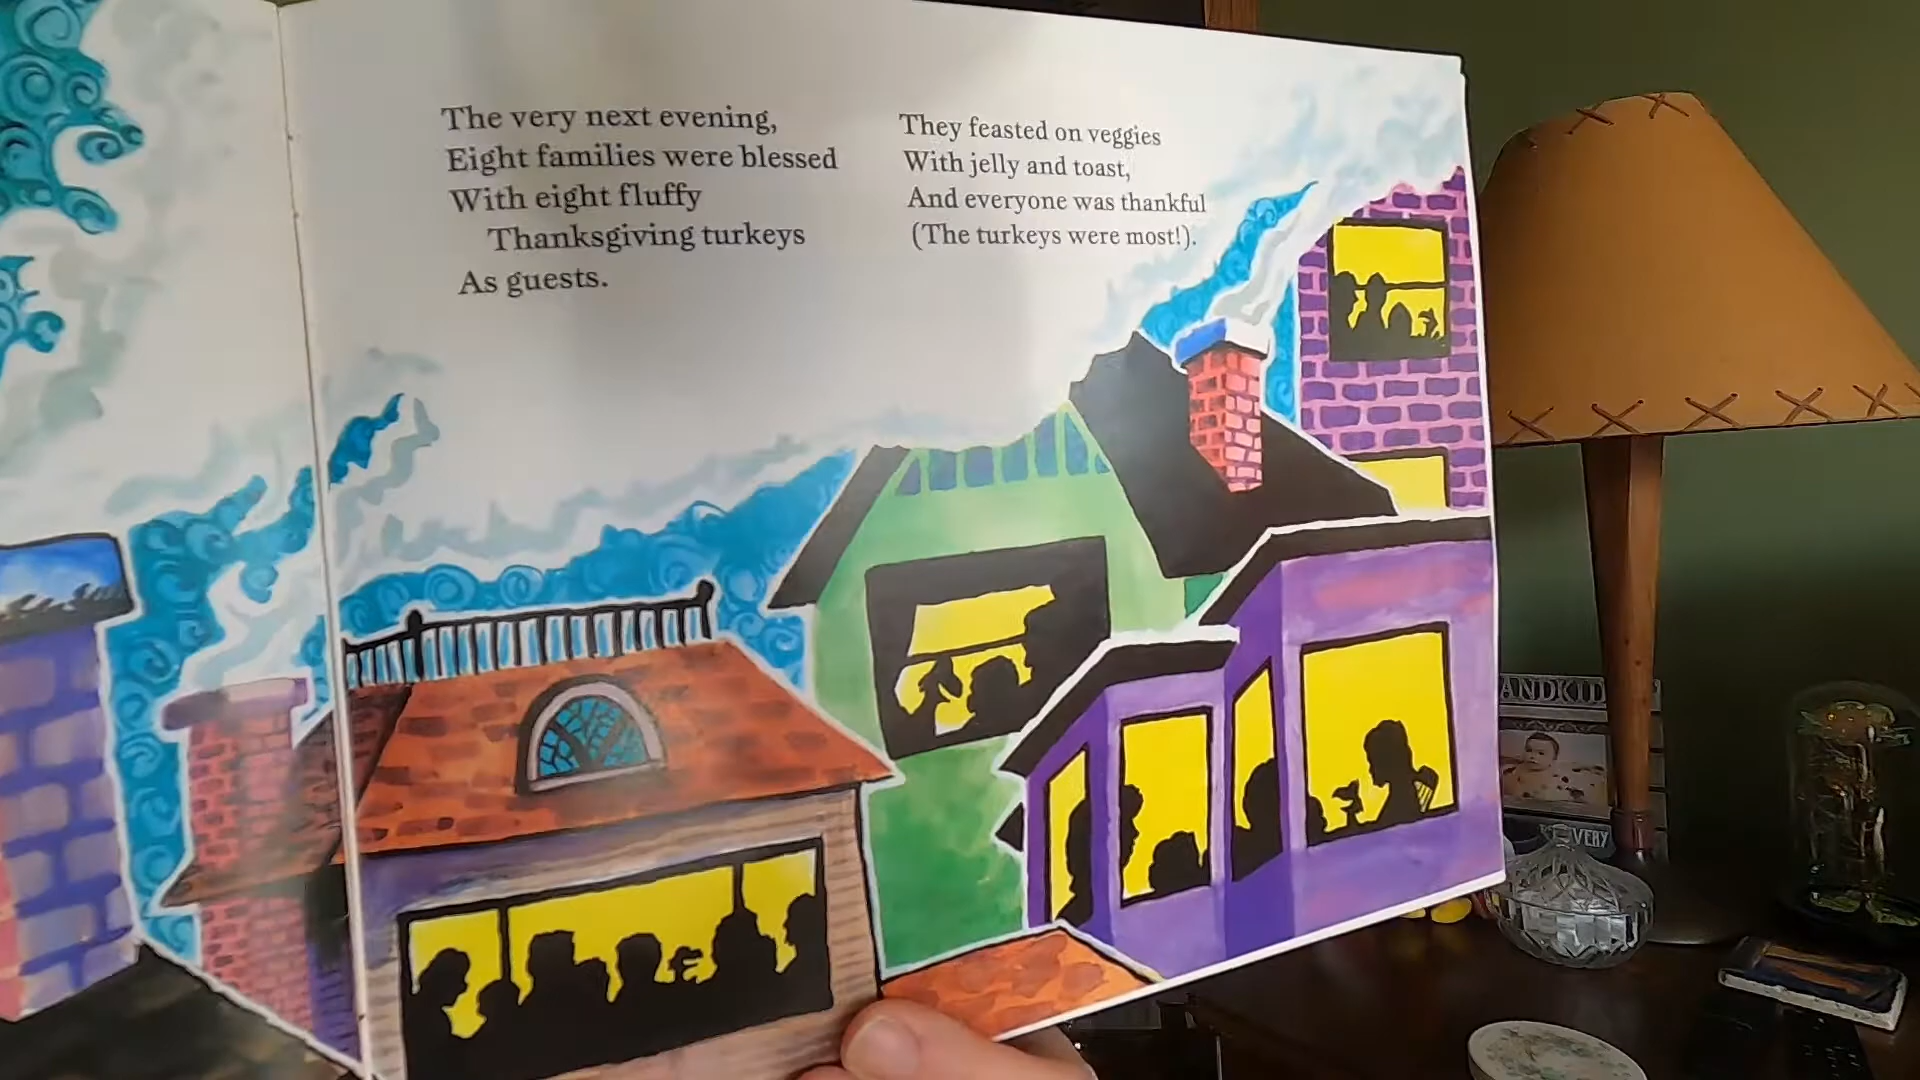 The very next evening,
Eight families were blessed
With eight fluffy
Thanksgiving turkeys
As guests.
They feasted on veggies
With jelly and toast,
And everyone was thankful
(The turkeys were most!).